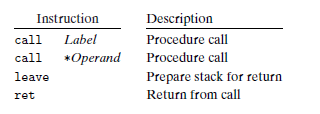 Instruction Description
call Label Procedure call
call *Operand Procedure call
leave Prepare stack for return
ret Return from call